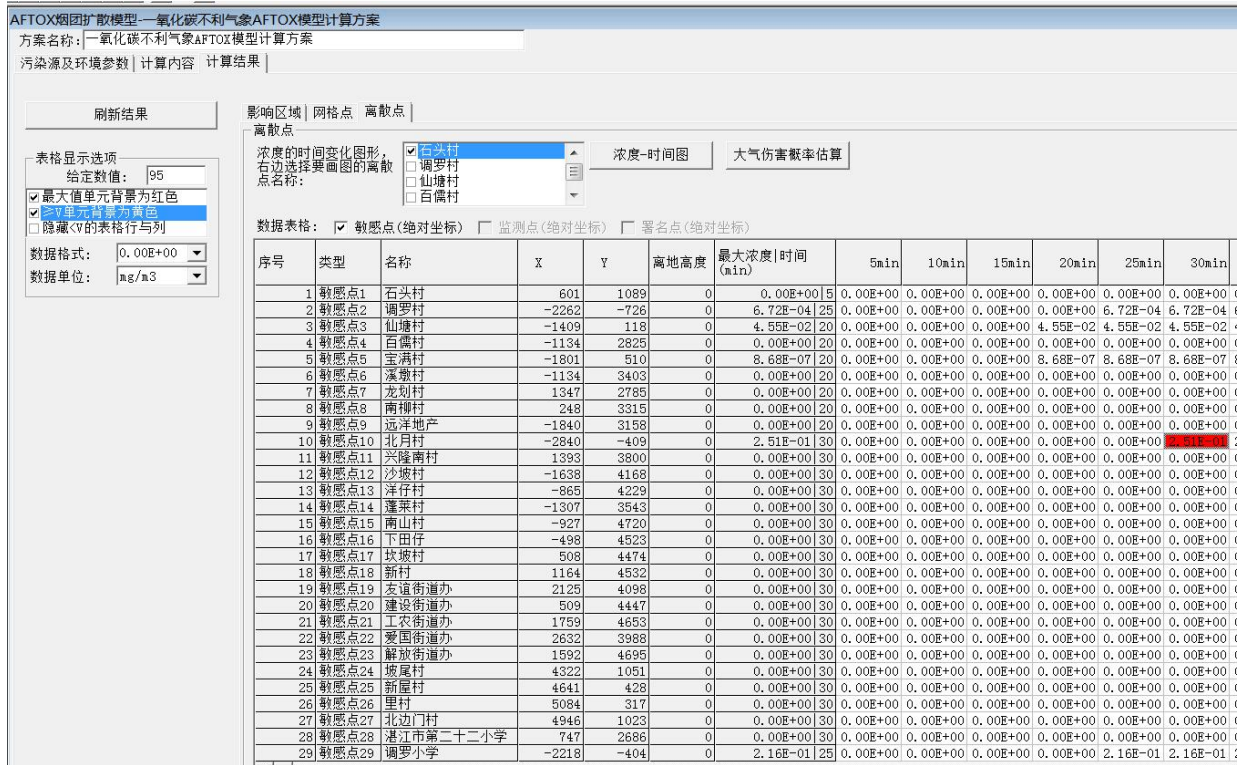 AFTOX烟团扩散模型-一氧化碳不利气象AFTOX模型计算方案
方案名称: 一氧化碳不利气象AFTOX模型计算方案
污染源及环境参数 计算内容 计算结果
刷新结果
表格显示选项
给定数值: 95
最大值单元背景为红色
≥V单元背景为黄色
隐藏<V的表格行与列
数据格式: 0.00E+00
数据单位: mg/m3
影响区域 网格点 离散点
离散点
浓度的时间变化图形,
右边选择要画图的离散
点名称:
石头村
调罗村
仙塘村
百儒村
浓度-时间图 大气伤害概率估算
数据表格: 敏感点(绝对坐标) 监测点(绝对坐标) 署名点(绝对坐标)
序号 类型 名称 X Y 离地高度 最大浓度|时间(min) 5min 10min 15min 20min 25min 30min
1 敏感点1 石头村 601 1089 0 0.00E+00|5 0.00E+00 0.00E+00 0.00E+00 0.00E+00 0.00E+00 0.00E+00
2 敏感点2 调罗村 -2262 -726 0 6.72E-04|25 0.00E+00 0.00E+00 0.00E+00 0.00E+00 6.72E-04 6.72E-04
3 敏感点3 仙塘村 -1409 118 0 4.55E-02|20 0.00E+00 0.00E+00 0.00E+00 4.55E-02 4.55E-02 4.55E-02
4 敏感点4 百儒村 -1134 2825 0 0.00E+00|20 0.00E+00 0.00E+00 0.00E+00 0.00E+00 0.00E+00 0.00E+00
5 敏感点5 宝满村 -1801 510 0 8.68E-07|20 0.00E+00 0.00E+00 0.00E+00 8.68E-07 8.68E-07 8.68E-07
6 敏感点6 溪墩村 -1134 3403 0 0.00E+00|20 0.00E+00 0.00E+00 0.00E+00 0.00E+00 0.00E+00 0.00E+00
7 敏感点7 龙划村 1347 2785 0 0.00E+00|20 0.00E+00 0.00E+00 0.00E+00 0.00E+00 0.00E+00 0.00E+00
8 敏感点8 南柳村 248 3315 0 0.00E+00|20 0.00E+00 0.00E+00 0.00E+00 0.00E+00 0.00E+00 0.00E+00
9 敏感点9 远洋地产 -1840 3158 0 0.00E+00|20 0.00E+00 0.00E+00 0.00E+00 0.00E+00 0.00E+00 0.00E+00
10 敏感点10 北月村 -2840 -409 0 2.51E-01|30 0.00E+00 0.00E+00 0.00E+00 0.00E+00 0.00E+00 2.51E-01
11 敏感点11 兴隆南村 1393 3800 0 0.00E+00|30 0.00E+00 0.00E+00 0.00E+00 0.00E+00 0.00E+00 0.00E+00
12 敏感点12 沙坡村 -1638 4168 0 0.00E+00|30 0.00E+00 0.00E+00 0.00E+00 0.00E+00 0.00E+00 0.00E+00
13 敏感点13 洋仔村 -865 4229 0 0.00E+00|30 0.00E+00 0.00E+00 0.00E+00 0.00E+00 0.00E+00 0.00E+00
14 敏感点14 蓬莱村 -1307 3543 0 0.00E+00|30 0.00E+00 0.00E+00 0.00E+00 0.00E+00 0.00E+00 0.00E+00
15 敏感点15 南山村 -927 4720 0 0.00E+00|30 0.00E+00 0.00E+00 0.00E+00 0.00E+00 0.00E+00 0.00E+00
16 敏感点16 下田仔 -498 4523 0 0.00E+00|30 0.00E+00 0.00E+00 0.00E+00 0.00E+00 0.00E+00 0.00E+00
17 敏感点17 坎坡村 508 4474 0 0.00E+00|30 0.00E+00 0.00E+00 0.00E+00 0.00E+00 0.00E+00 0.00E+00
18 敏感点18 新村 1164 4532 0 0.00E+00|30 0.00E+00 0.00E+00 0.00E+00 0.00E+00 0.00E+00 0.00E+00
19 敏感点19 友谊街道办 2125 4098 0 0.00E+00|30 0.00E+00 0.00E+00 0.00E+00 0.00E+00 0.00E+00 0.00E+00
20 敏感点20 建设街道办 509 4447 0 0.00E+00|30 0.00E+00 0.00E+00 0.00E+00 0.00E+00 0.00E+00 0.00E+00
21 敏感点21 工农街道办 1759 4653 0 0.00E+00|30 0.00E+00 0.00E+00 0.00E+00 0.00E+00 0.00E+00 0.00E+00
22 敏感点22 爱国街道办 2632 3988 0 0.00E+00|30 0.00E+00 0.00E+00 0.00E+00 0.00E+00 0.00E+00 0.00E+00
23 敏感点23 解放街道办 1592 4695 0 0.00E+00|30 0.00E+00 0.00E+00 0.00E+00 0.00E+00 0.00E+00 0.00E+00
24 敏感点24 坡尾村 4322 1051 0 0.00E+00|30 0.00E+00 0.00E+00 0.00E+00 0.00E+00 0.00E+00 0.00E+00
25 敏感点25 新屋村 4641 428 0 0.00E+00|30 0.00E+00 0.00E+00 0.00E+00 0.00E+00 0.00E+00 0.00E+00
26 敏感点26 里村 5084 317 0 0.00E+00|30 0.00E+00 0.00E+00 0.00E+00 0.00E+00 0.00E+00 0.00E+00
27 敏感点27 北边门村 4946 1023 0 0.00E+00|30 0.00E+00 0.00E+00 0.00E+00 0.00E+00 0.00E+00 0.00E+00
28 敏感点28 湛江市第二十二小学 747 2686 0 0.00E+00|30 0.00E+00 0.00E+00 0.00E+00 0.00E+00 0.00E+00 0.00E+00
29 敏感点29 调罗小学 -2218 -404 0 2.16E-01|25 0.00E+00 0.00E+00 0.00E+00 0.00E+00 2.16E-01 2.16E-01